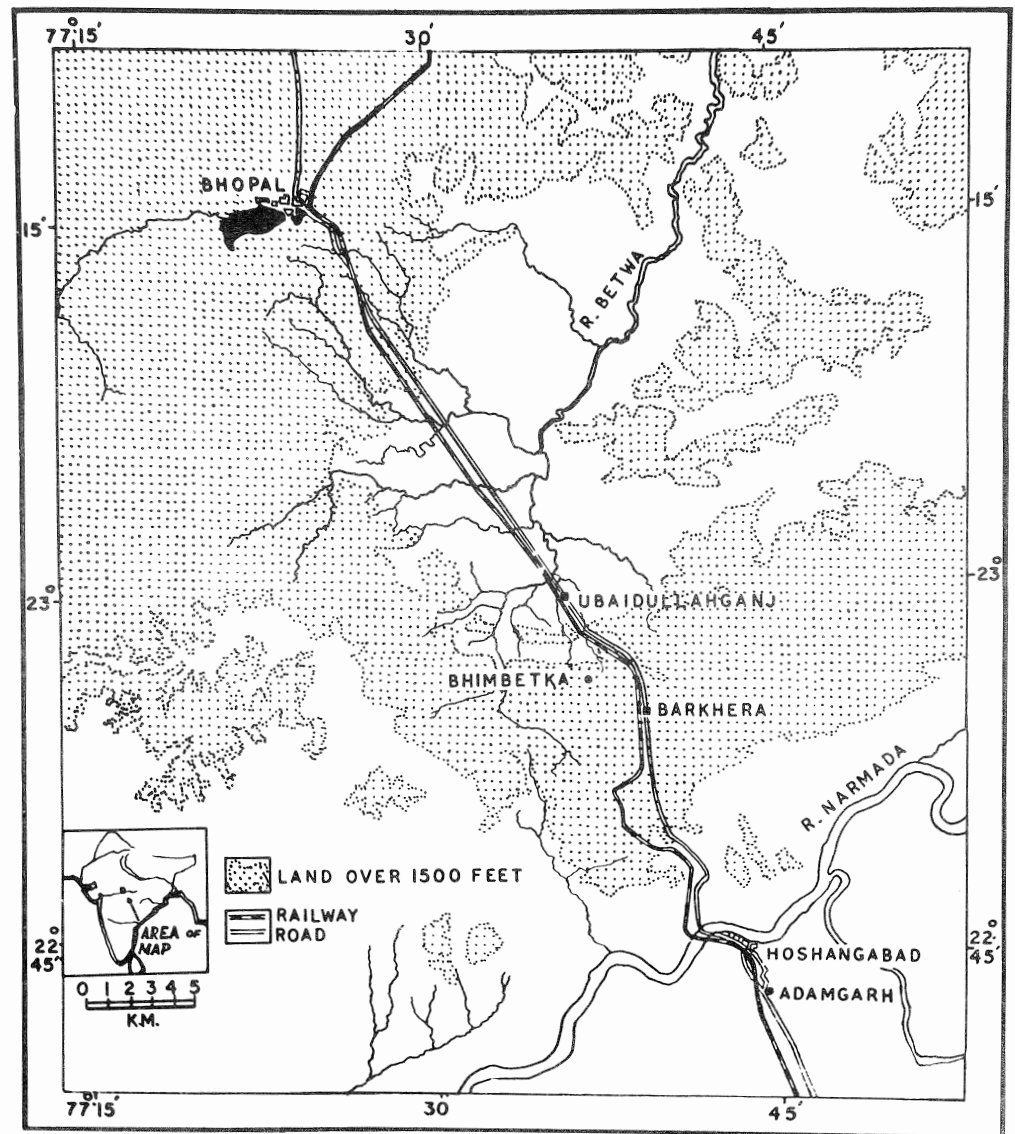 77°15′ 30′ 45′
BHOPAL
15′ 15′
R. BETWA
23° 23°
UBAIDULLAHGANJ
BHIMBETKA
BARKHERA
R. NARMADA
LAND OVER 1500 FEET
RAILWAY
ROAD
AREA OF
MAP
22°
45′
22°
45′
HOSHANGABAD
ADAMGARH
0 1 2 3 4 5
K.M.
77°15′ 30 45′